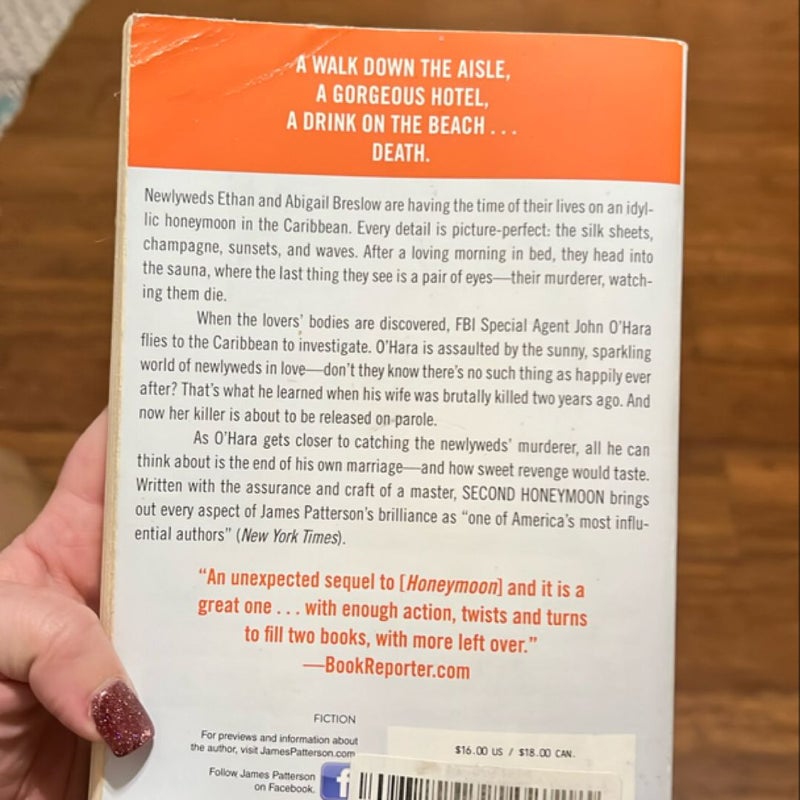 A WALK DOWN THE AISLE,
A GORGEOUS HOTEL,
A DRINK ON THE BEACH . . .
DEATH.
Newlyweds Ethan and Abigail Breslow are having the time of their lives on an idyl-
lic honeymoon in the Caribbean. Every detail is picture-perfect: the silk sheets,
champagne, sunsets, and waves. After a loving morning in bed, they head into
the sauna, where the last thing they see is a pair of eyes—their murderer, watch-
ing them die.
When the lovers' bodies are discovered, FBI Special Agent John O'Hara
flies to the Caribbean to investigate. O'Hara is assaulted by the sunny, sparkling
world of newlyweds in love—don't they know there's no such thing as happily ever
after? That's what he learned when his wife was brutally killed two years ago. And
now her killer is about to be released on parole.
As O'Hara gets closer to catching the newlyweds' murderer, all he can
think about is the end of his own marriage—and how sweet revenge would taste.
Written with the assurance and craft of a master, SECOND HONEYMOON brings
out every aspect of James Patterson's brilliance as "one of America's most influ-
ential authors" (New York Times).
"An unexpected sequel to [Honeymoon] and it is a
great one . . . with enough action, twists and turns
to fill two books, with more left over."
—BookReporter.com
FICTION
For previews and information about
the author, visit JamesPatterson.com
Follow James Patterson
on Facebook.
f
$16.00 US / $18.00 CAN.